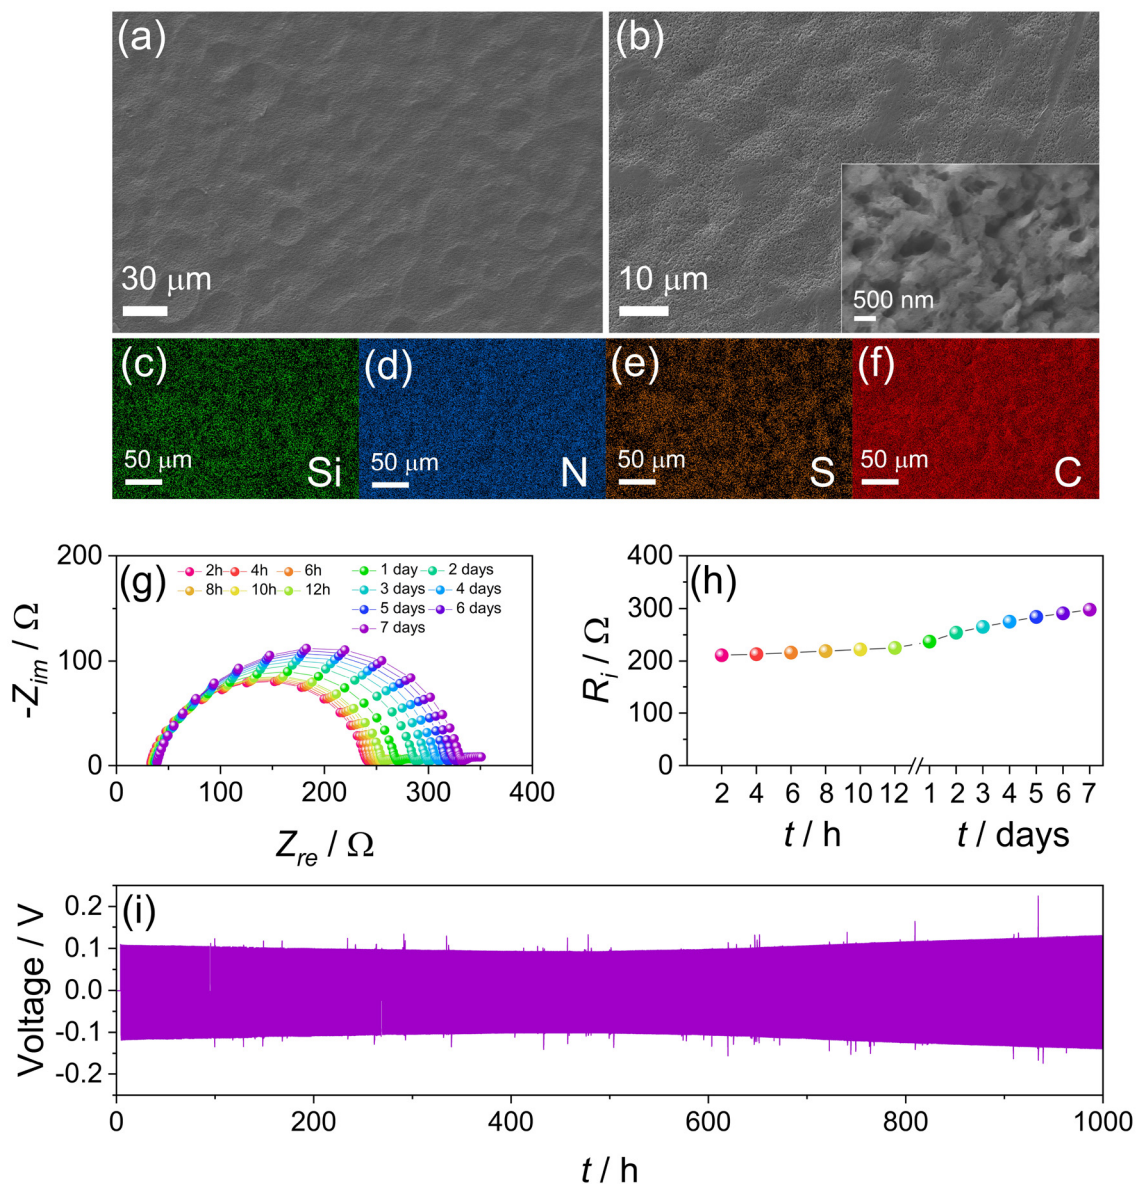 (a)
30 μm
(b)
10 μm
500 nm
(c)
50 μm
Si
(d)
50 μm
N
(e)
50 μm
S
(f)
50 μm
C
(g)
-Z_im / Ω
200
100
0
2h 4h 6h
8h 10h 12h
1 day 2 days
3 days 4 days
5 days 6 days
7 days
0 100 200 300 400
Z_re / Ω
(h)
R_i / Ω
400
300
200
100
0
2 4 6 8 10 12 1 2 3 4 5 6 7
t / h t / days
(i)
Voltage / V
0.2
0.1
0.0
-0.1
-0.2
0 200 400 600 800 1000
t / h